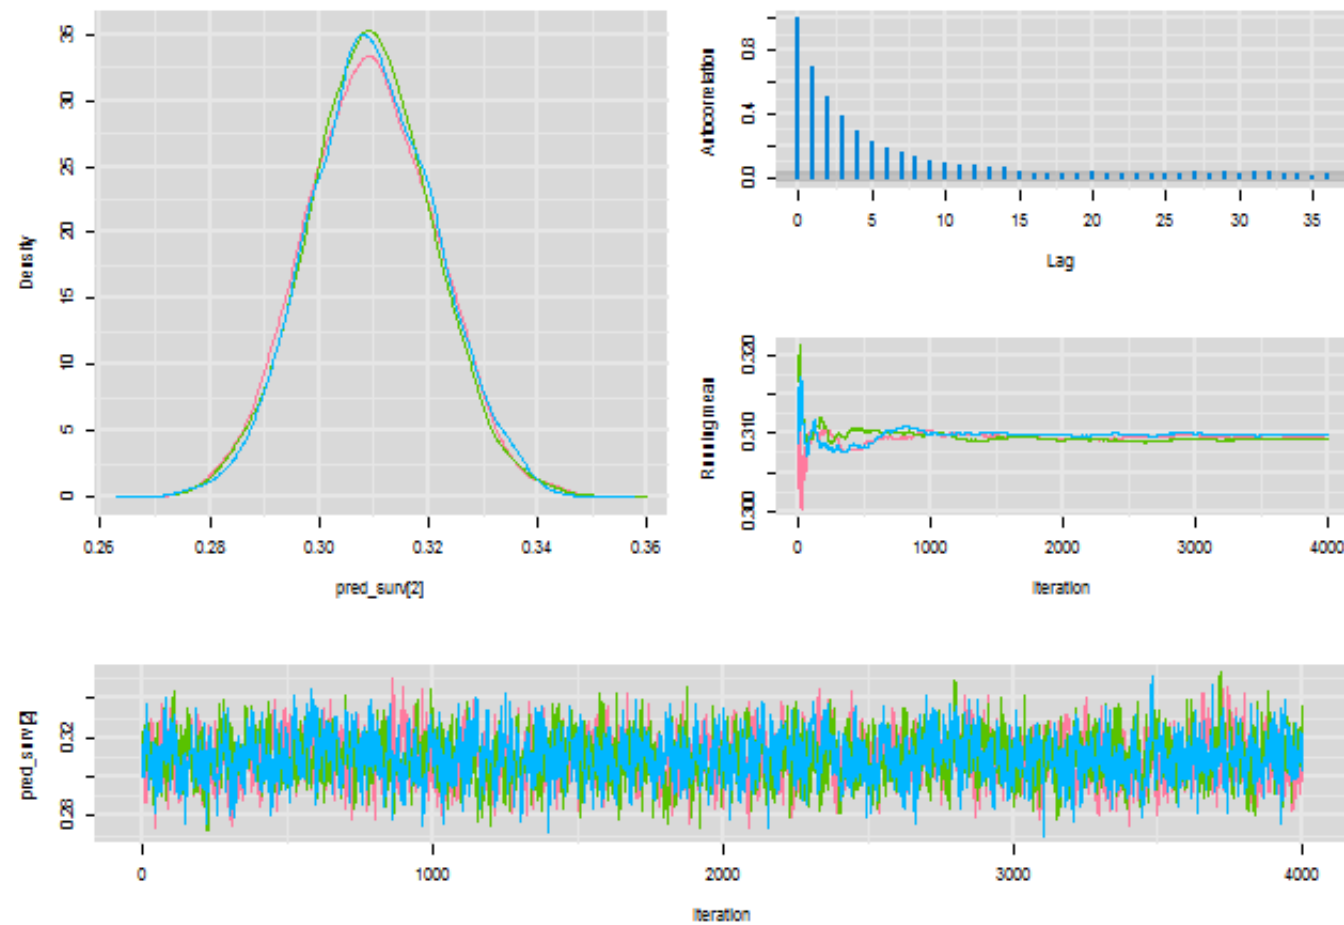 35
30
25
20
15
10
5
0
Density
0.26 0.28 0.30 0.32 0.34 0.36
pred_surv[2]
0.8
0.4
0.0
Autocorrelation
0 5 10 15 20 25 30 35
Lag
0.320
0.310
0.300
Running mean
0 1000 2000 3000 4000
Iteration
0.32
0.28
pred_surv[2]
0 1000 2000 3000 4000
Iteration